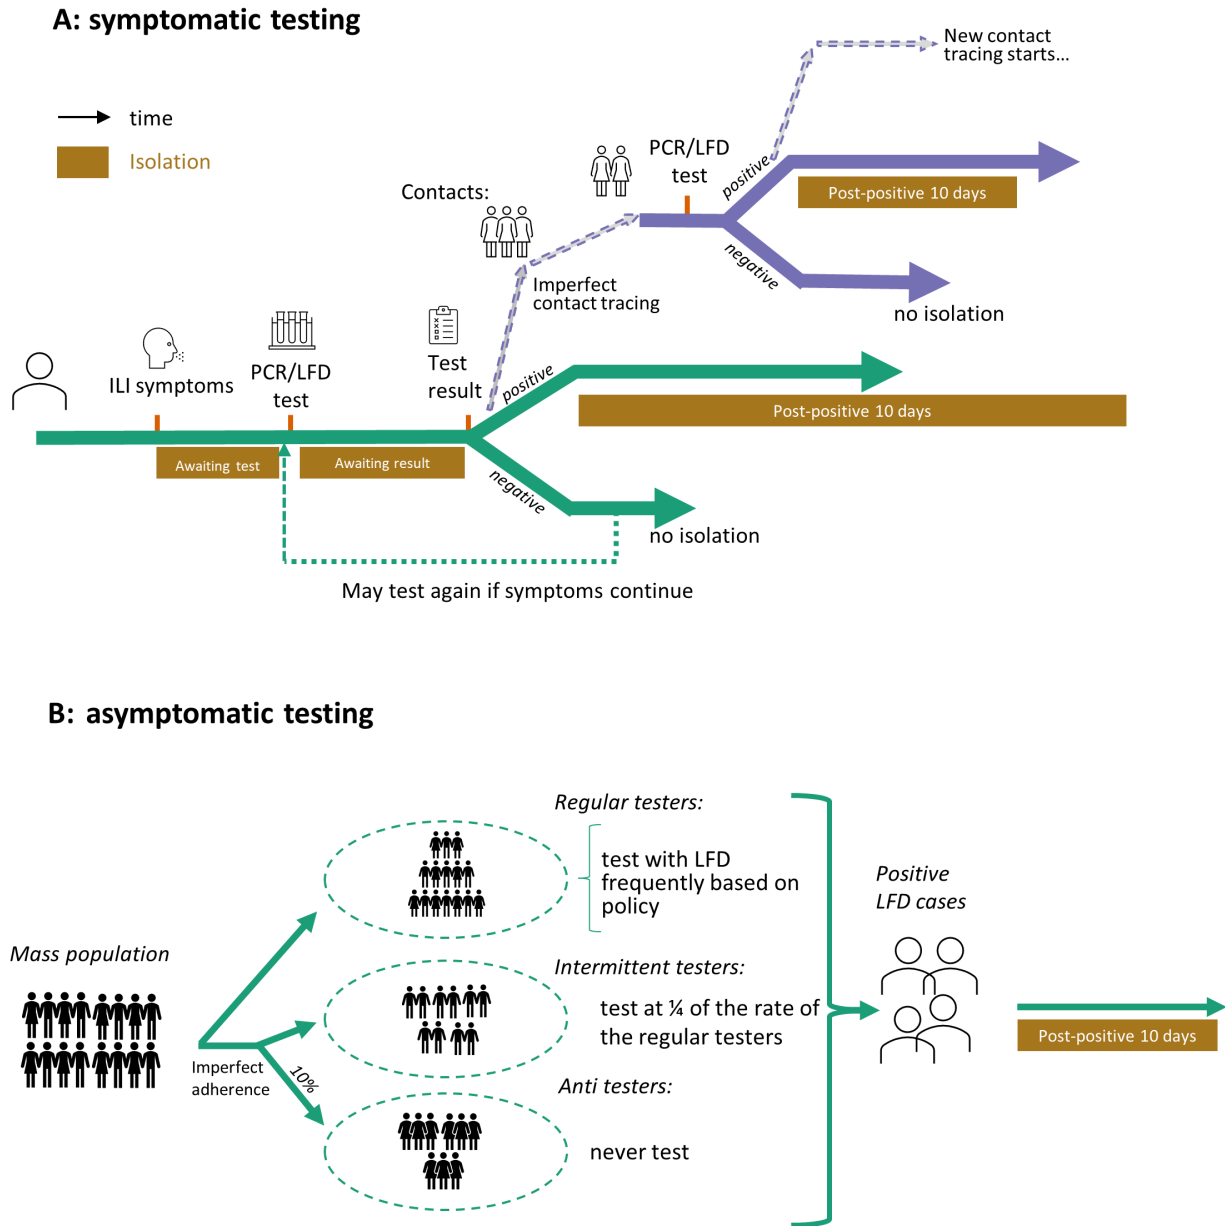 A: symptomatic testing
time
Isolation
New contact
tracing starts...
PCR/LFD
test
positive
Post-positive 10 days
negative
no isolation
Contacts:
Imperfect
contact tracing
ILI symptoms
PCR/LFD
test
Test
result
positive
Post-positive 10 days
Awaiting test
Awaiting result
negative
no isolation
May test again if symptoms continue
B: asymptomatic testing
Mass population
Imperfect
adherence
10%
Regular testers:
test with LFD
frequently based on
policy
Intermittent testers:
test at ¼ of the rate of
the regular testers
Anti testers:
never test
Positive
LFD cases
Post-positive 10 days